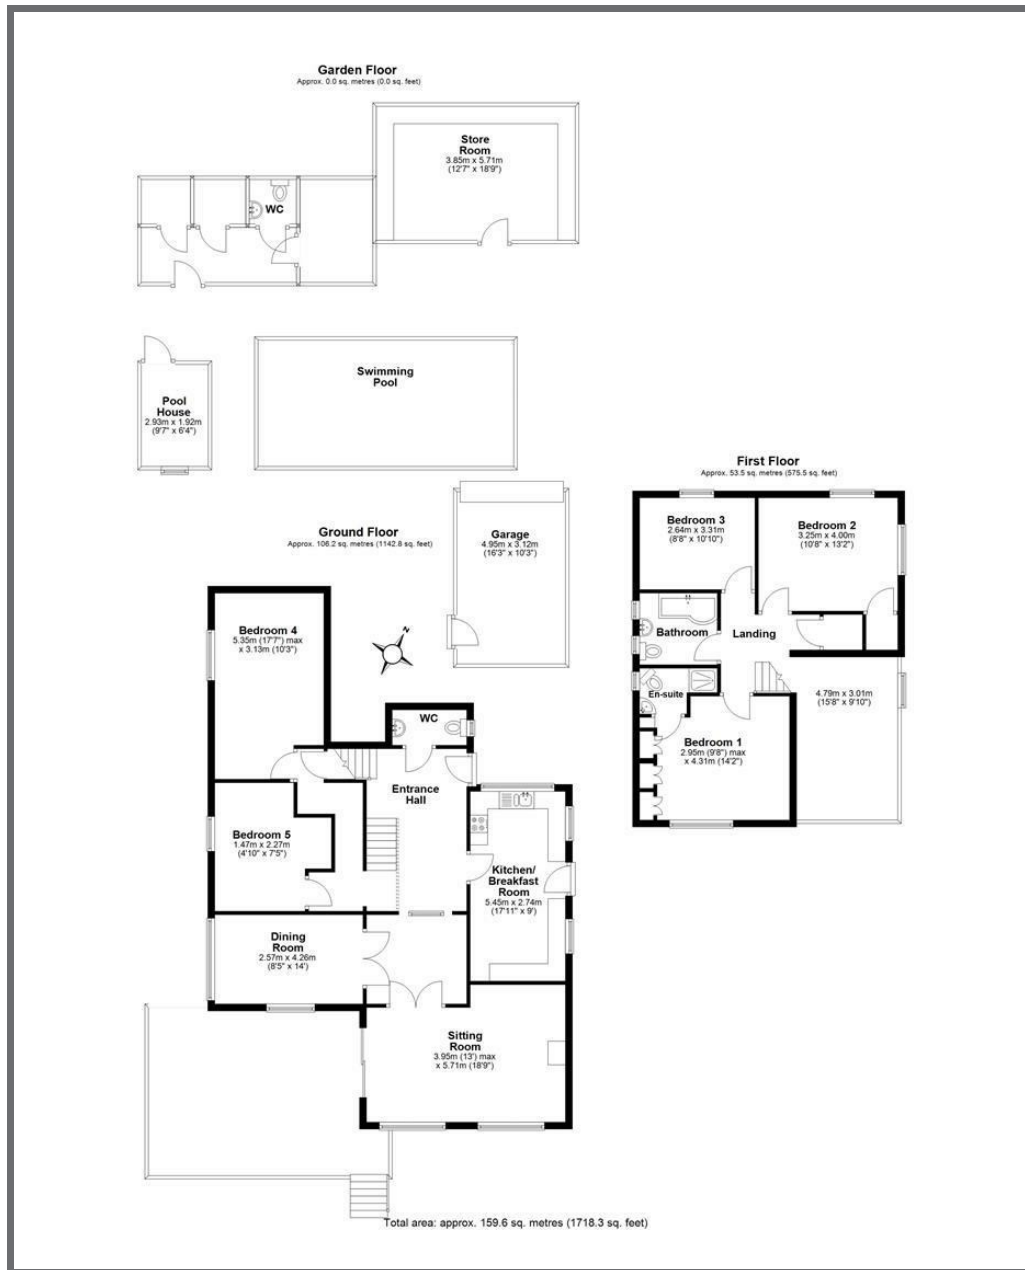 Garden Floor
Approx. 0.0 sq. metres (0.0 sq. feet)
Store
Room
3.85m x 5.71m
(12'7" x 18'9")
WC
Swimming
Pool
Pool
House
2.93m x 1.92m
(9'7" x 6'4")
First Floor
Approx. 53.5 sq. metres (575.5 sq. feet)
Bedroom 3
2.64m x 3.31m
(8'8" x 10'10")
Bedroom 2
3.25m x 4.00m
(10'8" x 13'2")
Bathroom
Landing
En-suite
4.79m x 3.01m
(15'8" x 9'10")
Bedroom 1
2.95m (9'8") max
x 4.31m (14'2")
Ground Floor
Approx. 106.2 sq. metres (1142.8 sq. feet)
Garage
4.95m x 3.12m
(16'3" x 10'3")
Bedroom 4
5.35m (17'7") max
x 3.13m (10'3")
N
WC
Entrance
Hall
Bedroom 5
1.47m x 2.27m
(4'10" x 7'5")
Kitchen/
Breakfast
Room
5.45m x 2.74m
(17'11" x 9')
Dining
Room
2.57m x 4.26m
(8'5" x 14')
Sitting
Room
3.95m (13') max
x 5.71m (18'9")
Total area: approx. 159.6 sq. metres (1718.3 sq. feet)